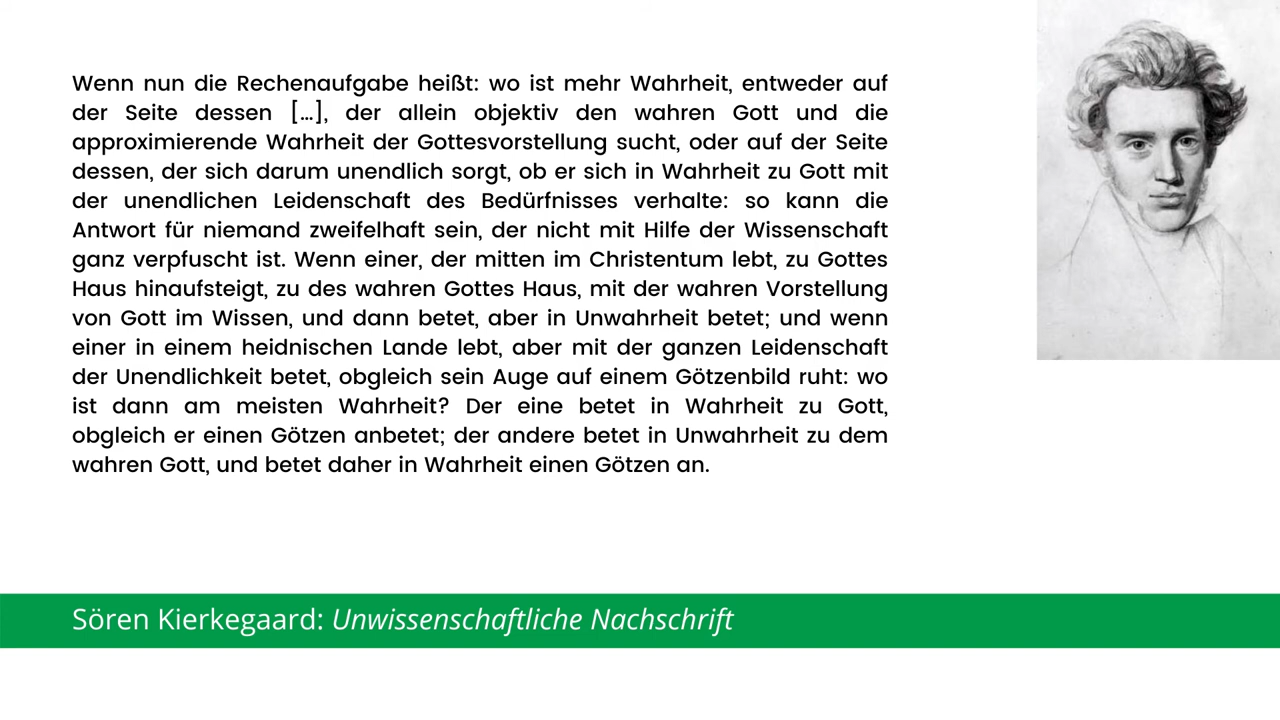 Wenn nun die Rechenaufgabe heißt: wo ist mehr Wahrheit, entweder auf
der Seite dessen [...], der allein objektiv den wahren Gott und die
approximierende Wahrheit der Gottesvorstellung sucht, oder auf der Seite
dessen, der sich darum unendlich sorgt, ob er sich in Wahrheit zu Gott mit
der unendlichen Leidenschaft des Bedürfnisses verhalte: so kann die
Antwort für niemand zweifelhaft sein, der nicht mit Hilfe der Wissenschaft
ganz verpfuscht ist. Wenn einer, der mitten im Christentum lebt, zu Gottes
Haus hinaufsteigt, zu des wahren Gottes Haus, mit der wahren Vorstellung
von Gott im Wissen, und dann betet, aber in Unwahrheit betet; und wenn
einer in einem heidnischen Lande lebt, aber mit der ganzen Leidenschaft
der Unendlichkeit betet, obgleich sein Auge auf einem Götzenbild ruht: wo
ist dann am meisten Wahrheit? Der eine betet in Wahrheit zu Gott,
obgleich er einen Götzen anbetet; der andere betet in Unwahrheit zu dem
wahren Gott, und betet daher in Wahrheit einen Götzen an.
Sören Kierkegaard: Unwissenschaftliche Nachschrift